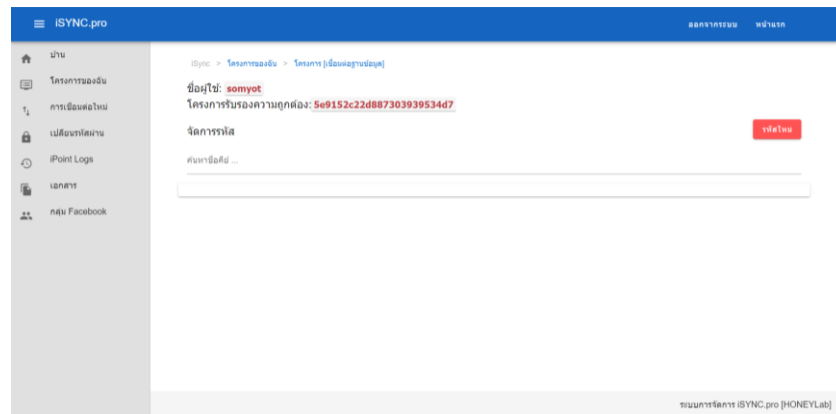 iSYNC.pro
ออกจากระบบ หน้าแรก
บ้าน
โครงการของฉัน
การเชื่อมต่อใหม่
เปลี่ยนรหัสผ่าน
iPoint Logs
เอกสาร
กลุ่ม Facebook
iSync > โครงการของฉัน > โครงการ [เชื่อมต่อฐานข้อมูล]
ชื่อผู้ใช้: somyot
โครงการรับรองความถูกต้อง: 5e9152c22d887303939534d7
จัดการรหัส
รหัสใหม่
ค้นหาชื่อคีย์ ...
ระบบการจัดการ iSYNC.pro [HONEYLab]